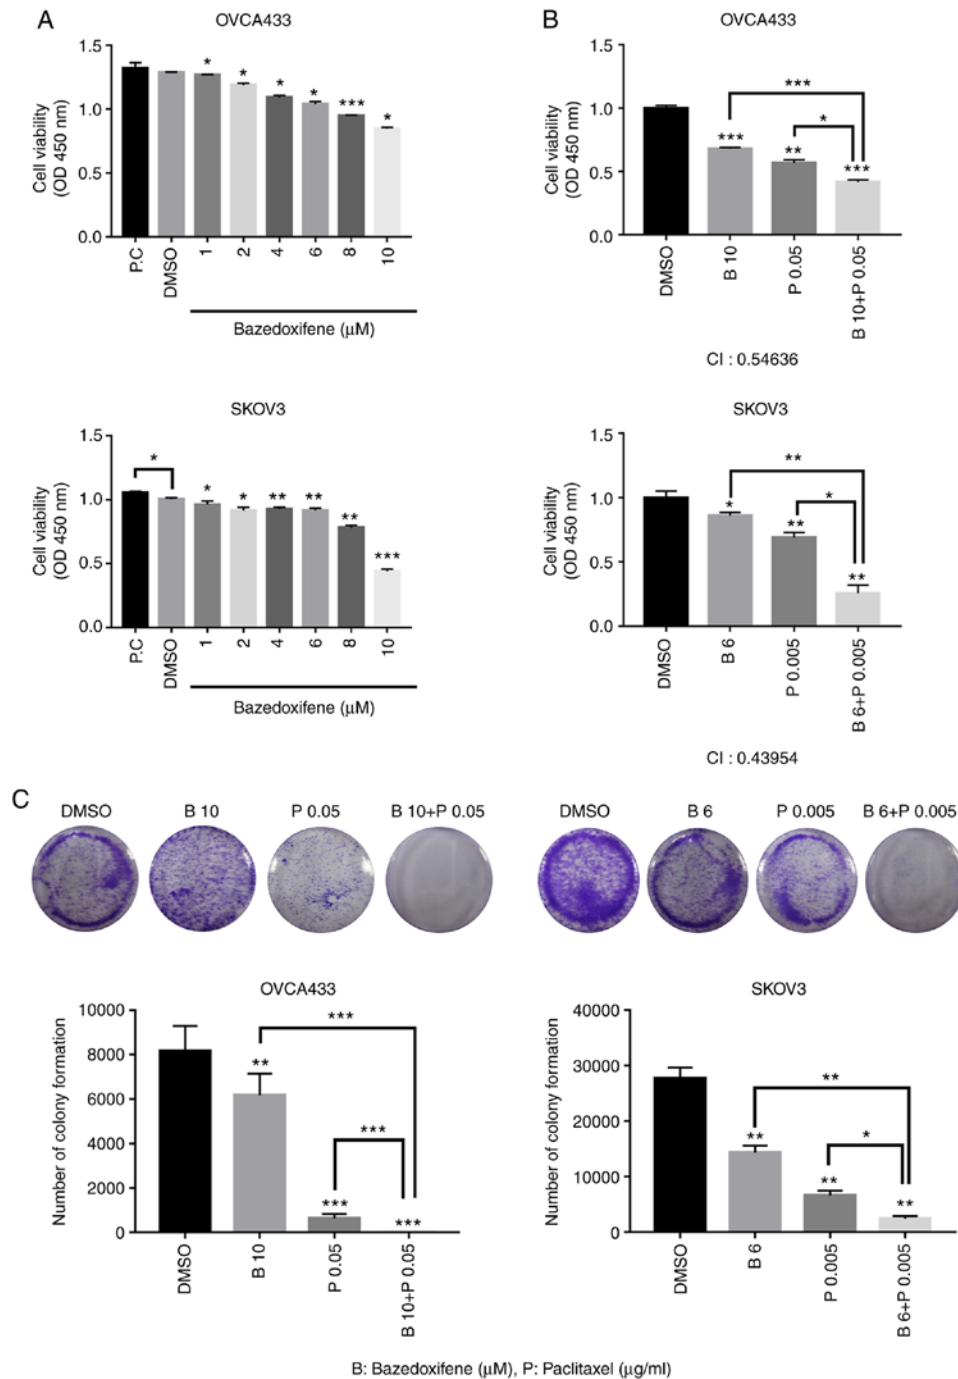 A
OVCA433
Cell viability
(OD 450 nm)
1.5
1.0
0.5
0.0
*
*
*
*
***
*
P.C
DMSO
1
2
4
6
8
10
Bazedoxifene (μM)
B
OVCA433
Cell viability
(OD 450 nm)
1.5
1.0
0.5
0.0
***
*
***
**
***
DMSO
B 10
P 0.05
B 10+P 0.05
CI : 0.54636
SKOV3
Cell viability
(OD 450 nm)
1.5
1.0
0.5
0.0
*
*
*
**
**
**
***
P.C
DMSO
1
2
4
6
8
10
Bazedoxifene (μM)
SKOV3
Cell viability
(OD 450 nm)
1.5
1.0
0.5
0.0
**
*
*
**
**
DMSO
B 6
P 0.005
B 6+P 0.005
CI : 0.43954
C
DMSO
B 10
P 0.05
B 10+P 0.05
DMSO
B 6
P 0.005
B 6+P 0.005
OVCA433
Number of colony formation
10000
8000
6000
4000
2000
0
***
**
***
***
***
DMSO
B 10
P 0.05
B 10+P 0.05
SKOV3
Number of colony formation
40000
30000
20000
10000
0
**
**
*
**
**
DMSO
B 6
P 0.005
B 6+P 0.005
B: Bazedoxifene (μM), P: Paclitaxel (μg/ml)